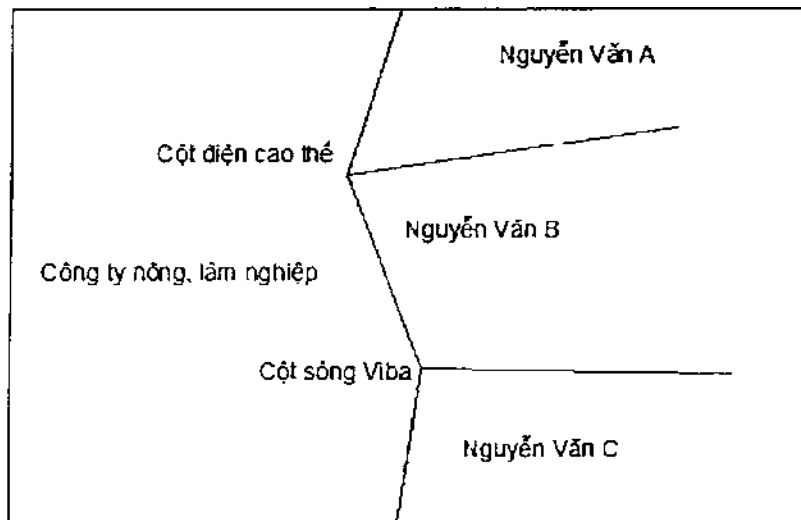 Nguyễn Văn A
Cột điện cao thế
Nguyễn Văn B
Công ty nông, lâm nghiệp
Cột sóng Viba
Nguyễn Văn C